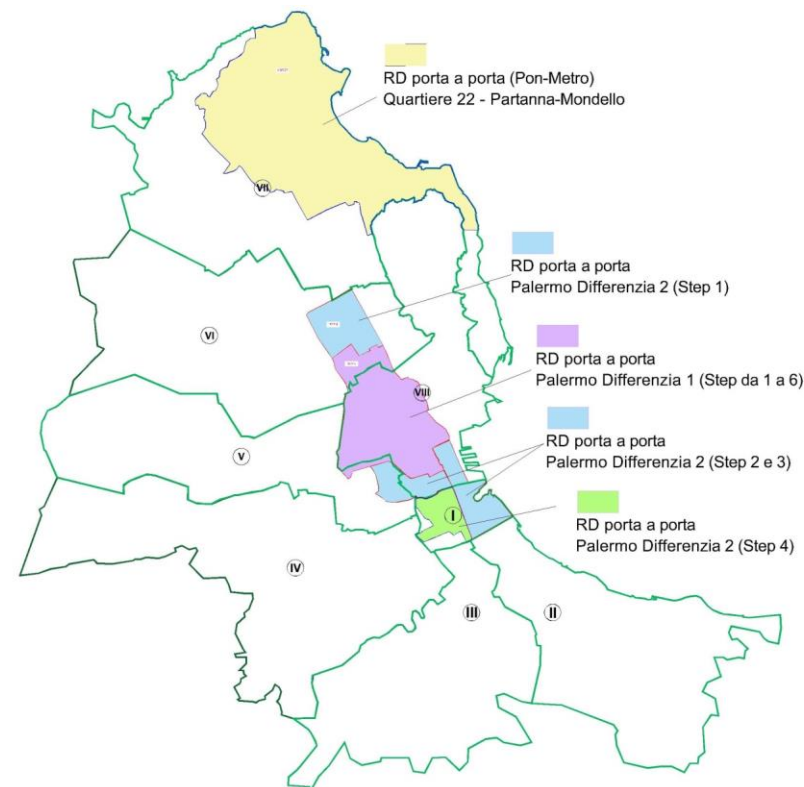 RD porta a porta (Pon-Metro)
Quartiere 22 - Partanna-Mondello
VII
RD porta a porta
Palermo Differenzia 2 (Step 1)
VI
RD porta a porta
Palermo Differenzia 1 (Step da 1 a 6)
VIII
RD porta a porta
Palermo Differenzia 2 (Step 2 e 3)
V
I
RD porta a porta
Palermo Differenzia 2 (Step 4)
IV
III
II